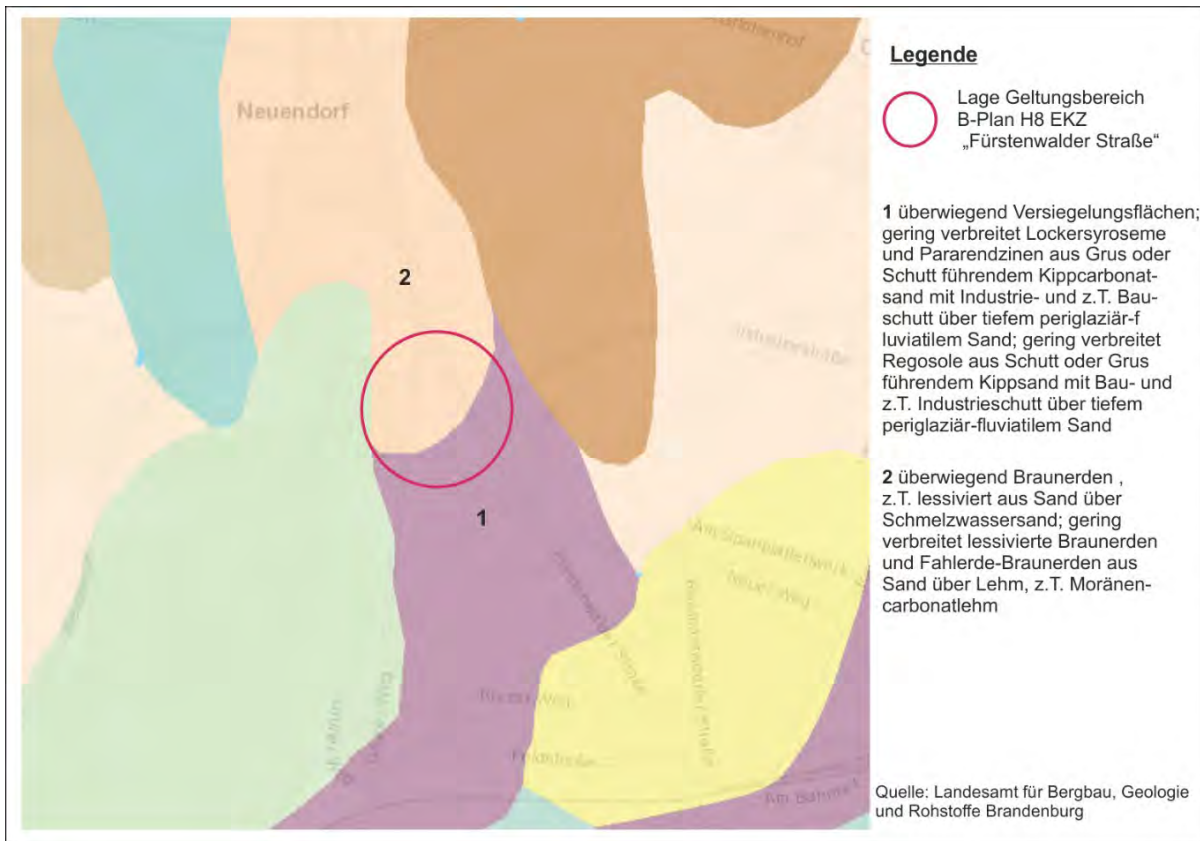 Neuendorf
2
Industriestraße
1
Neuer Weg
Legende
Lage Geltungsbereich
B-Plan H8 EKZ
„Fürstenwalder Straße“
1 überwiegend Versiegelungsflächen;
gering verbreitet Lockersyroseme
und Pararendzinen aus Grus oder
Schutt führendem Kippcarbonat-
sand mit Industrie- und z.T. Bau-
schutt über tiefem periglaziär-f
luviatilem Sand; gering verbreitet
Regosole aus Schutt oder Grus
führendem Kippsand mit Bau- und
z.T. Industrieschutt über tiefem
periglaziär-fluviatilem Sand
2 überwiegend Braunerden ,
z.T. lessiviert aus Sand über
Schmelzwassersand; gering
verbreitet lessivierte Braunerden
und Fahlerde-Braunerden aus
Sand über Lehm, z.T. Moränen-
carbonatlehm
Quelle: Landesamt für Bergbau, Geologie
und Rohstoffe Brandenburg